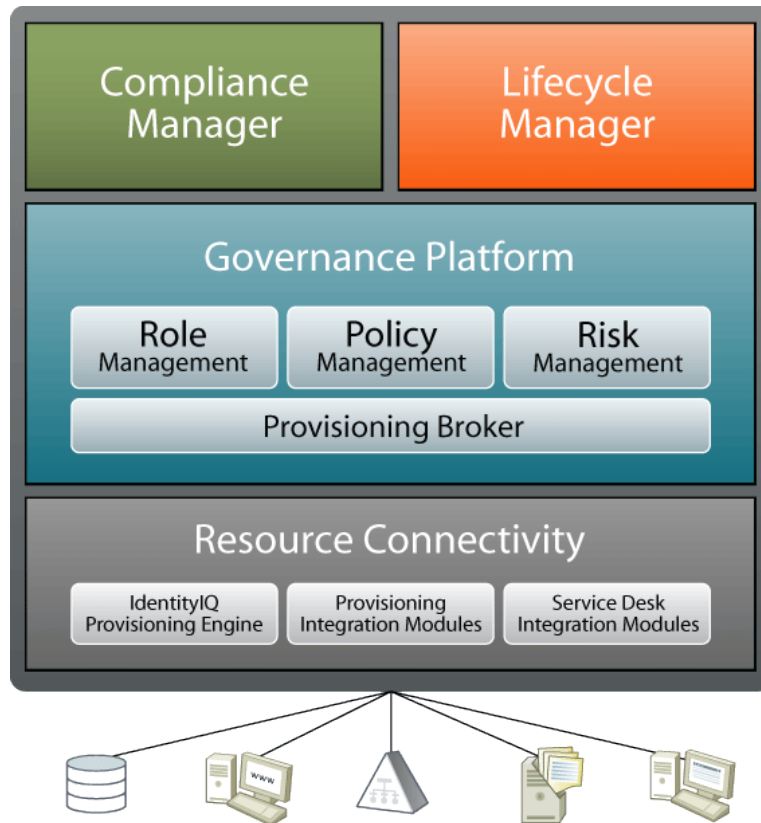 Compliance
Manager
Lifecycle
Manager
Governance Platform
Role
Management
Policy
Management
Risk
Management
Provisioning Broker
Resource Connectivity
IdentityIQ
Provisioning Engine
Provisioning
Integration Modules
Service Desk
Integration Modules
www